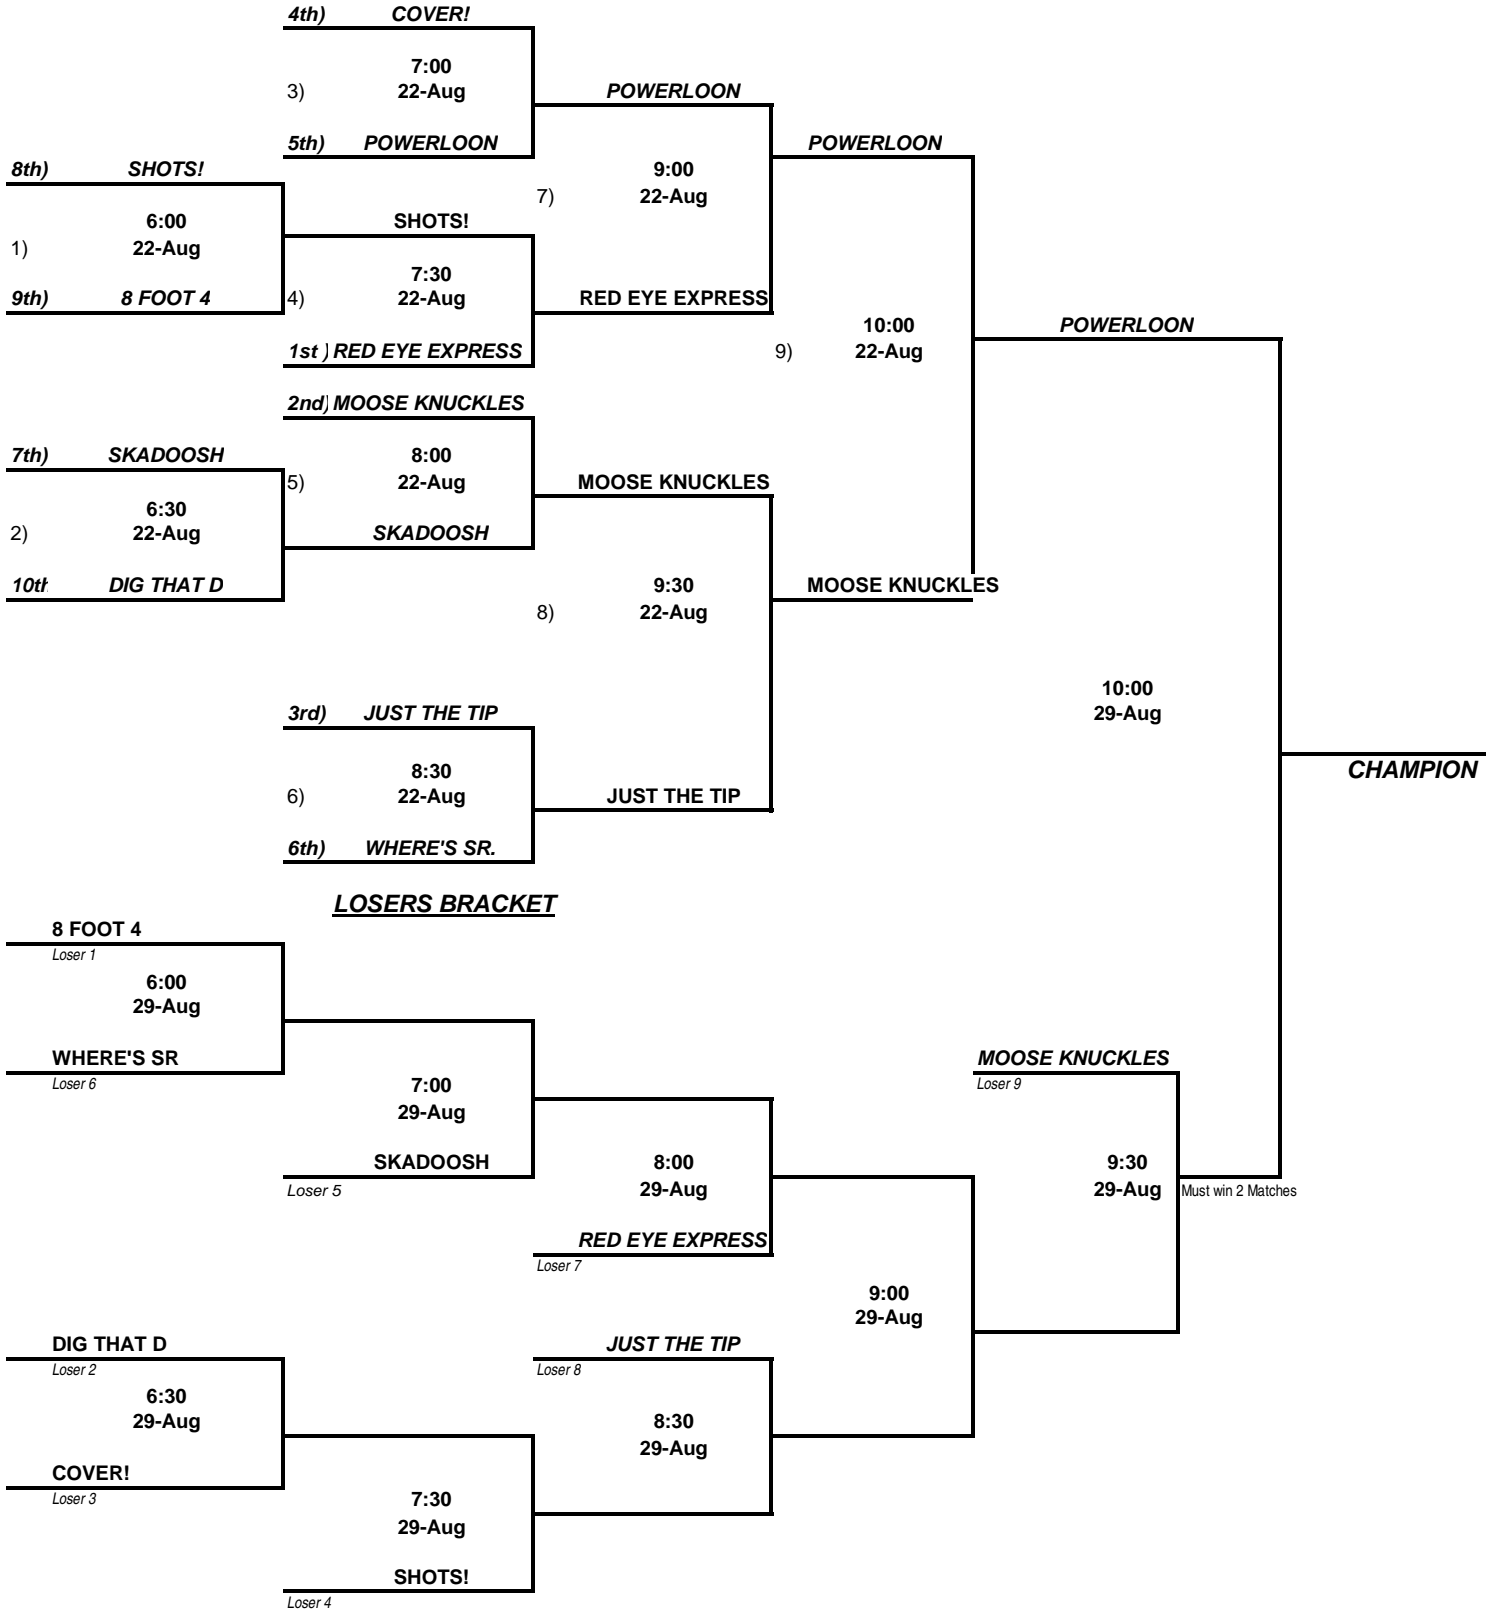 4th) COVER!
7:00
3) 22-Aug POWERLOON
5th) POWERLOON POWERLOON
8th) SHOTS! 9:00
7) 22-Aug
6:00 SHOTS!
1) 22-Aug
7:30
9th) 8 FOOT 4 4) 22-Aug RED EYE EXPRESS
10:00 POWERLOON
1st ) RED EYE EXPRESS 9) 22-Aug
2nd) MOOSE KNUCKLES
7th) SKADOOSH 8:00
5) 22-Aug MOOSE KNUCKLES
6:30
2) 22-Aug SKADOOSH
10th DIG THAT D 9:30 MOOSE KNUCKLES
8) 22-Aug
10:00
3rd) JUST THE TIP 29-Aug
8:30 CHAMPION
6) 22-Aug JUST THE TIP
6th) WHERE'S SR.
LOSERS BRACKET
8 FOOT 4
Loser 1
6:00
29-Aug
WHERE'S SR MOOSE KNUCKLES
Loser 6 7:00 Loser 9
29-Aug
SKADOOSH 8:00 9:30
Loser 5 29-Aug 29-Aug Must win 2 Matches
RED EYE EXPRESS
Loser 7
9:00
29-Aug
DIG THAT D JUST THE TIP
Loser 2 Loser 8
6:30
29-Aug 8:30
29-Aug
COVER!
Loser 3 7:30
29-Aug
SHOTS!
Loser 4